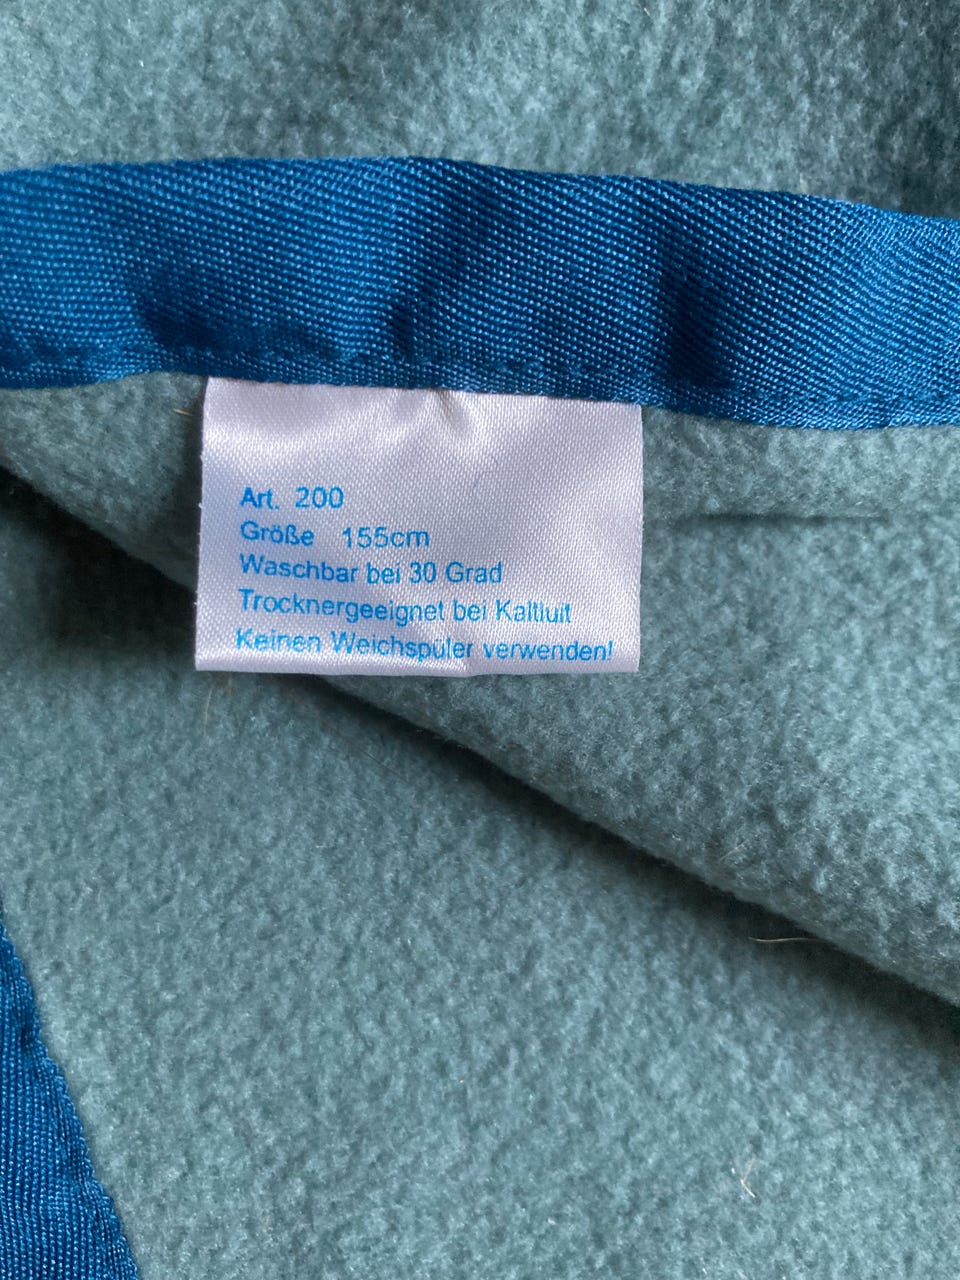 Art. 200
Größe 155cm
Waschbar bei 30 Grad
Trocknergeeignet bei Kaltluft
Keinen Weichspüler verwenden!